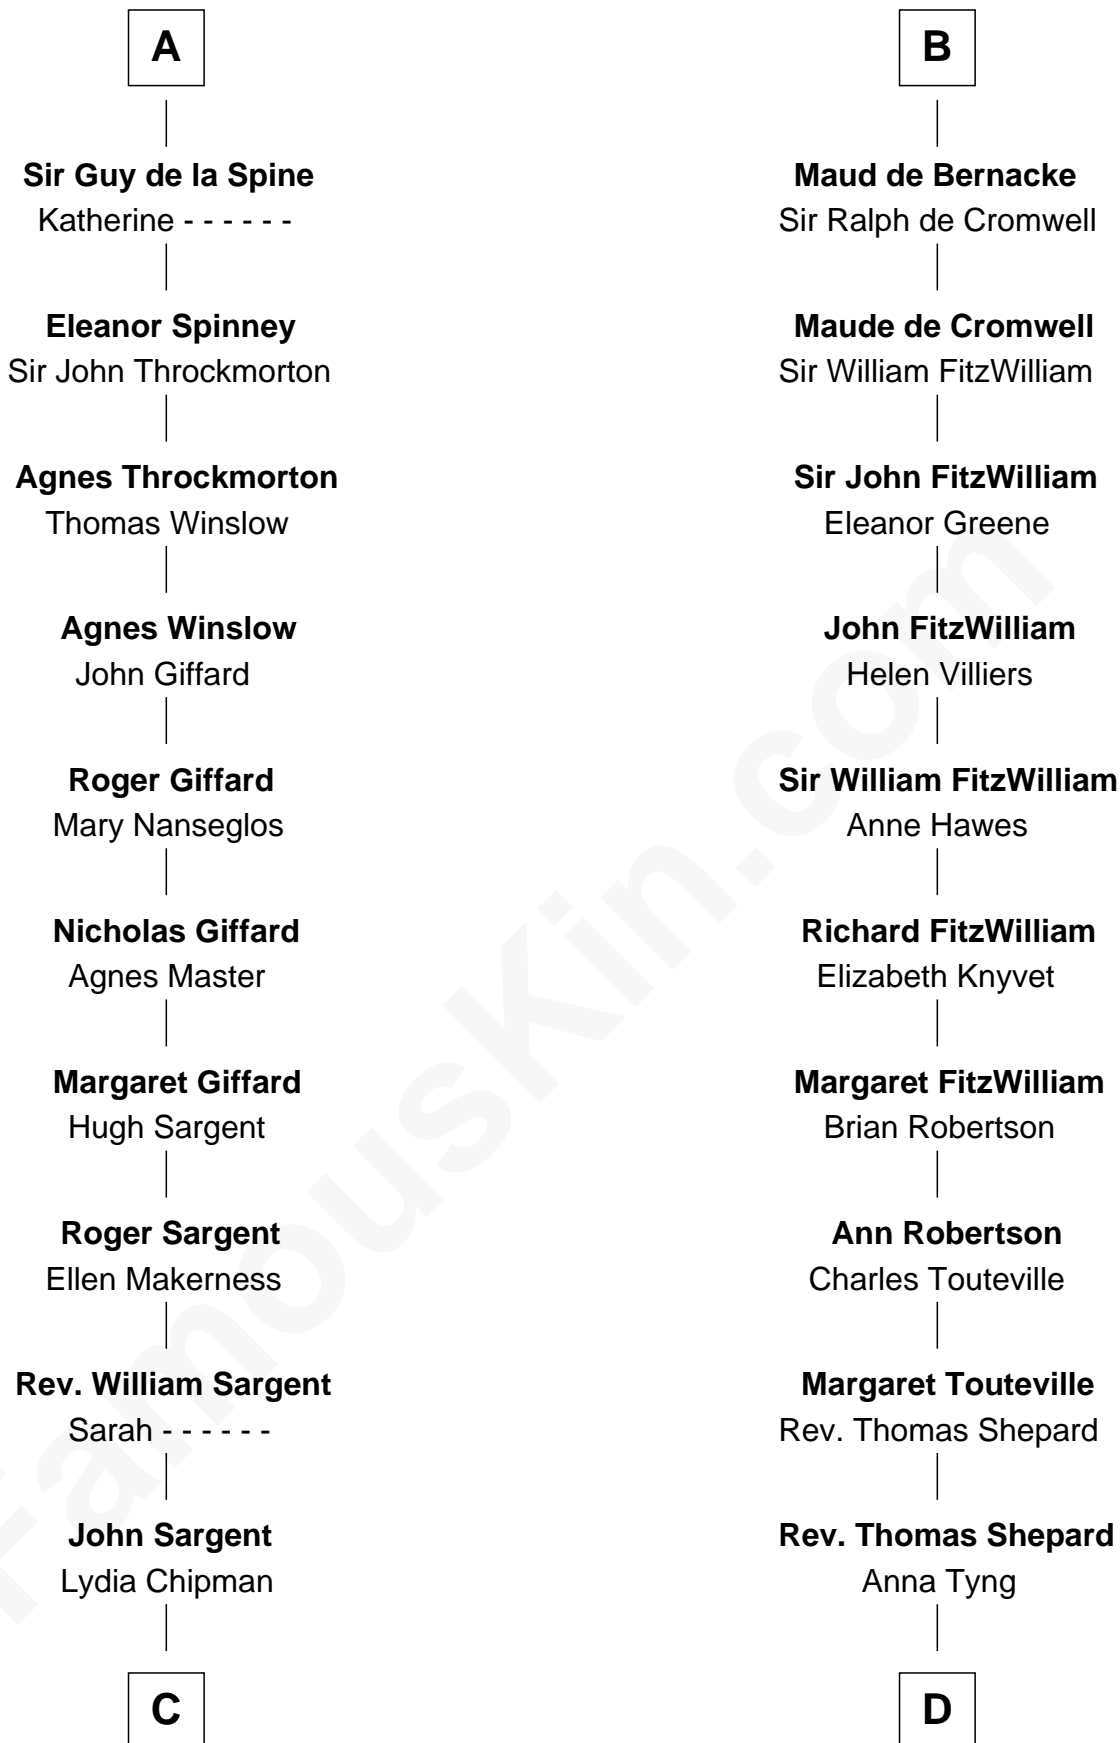 A
Sir Guy de la Spine
Katherine - - - - - -
Eleanor Spinney
Sir John Throckmorton
Agnes Throckmorton
Thomas Winslow
Agnes Winslow
John Giffard
Roger Giffard
Mary Nanseglos
Nicholas Giffard
Agnes Master
Margaret Giffard
Hugh Sargent
Roger Sargent
Ellen Makerness
Rev. William Sargent
Sarah - - - - - -
John Sargent
Lydia Chipman
C
B
Maud de Bernacke
Sir Ralph de Cromwell
Maude de Cromwell
Sir William FitzWilliam
Sir John FitzWilliam
Eleanor Greene
John FitzWilliam
Helen Villiers
Sir William FitzWilliam
Anne Hawes
Richard FitzWilliam
Elizabeth Knyvet
Margaret FitzWilliam
Brian Robertson
Ann Robertson
Charles Touteville
Margaret Touteville
Rev. Thomas Shepard
Rev. Thomas Shepard
Anna Tyng
D
FamousKin.com